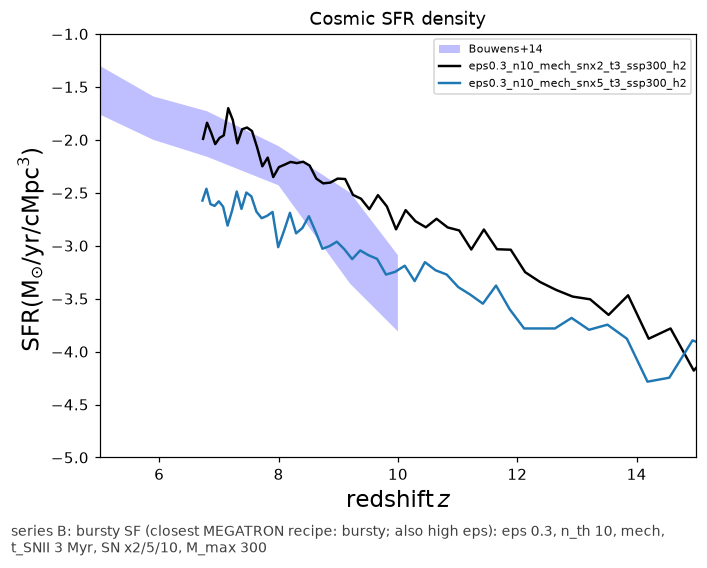 Cosmic SFR density
−1.0
−1.5
−2.0
−2.5
−3.0
−3.5
−4.0
−4.5
−5.0
SFR(M⊙/yr/cMpc³)
Bouwens+14
eps0.3_n10_mech_snx2_t3_ssp300_h2
eps0.3_n10_mech_snx5_t3_ssp300_h2
6 8 10 12 14
redshift z
series B: bursty SF (closest MEGATRON recipe: bursty; also high eps): eps 0.3, n_th 10, mech,
t_SNII 3 Myr, SN x2/5/10, M_max 300